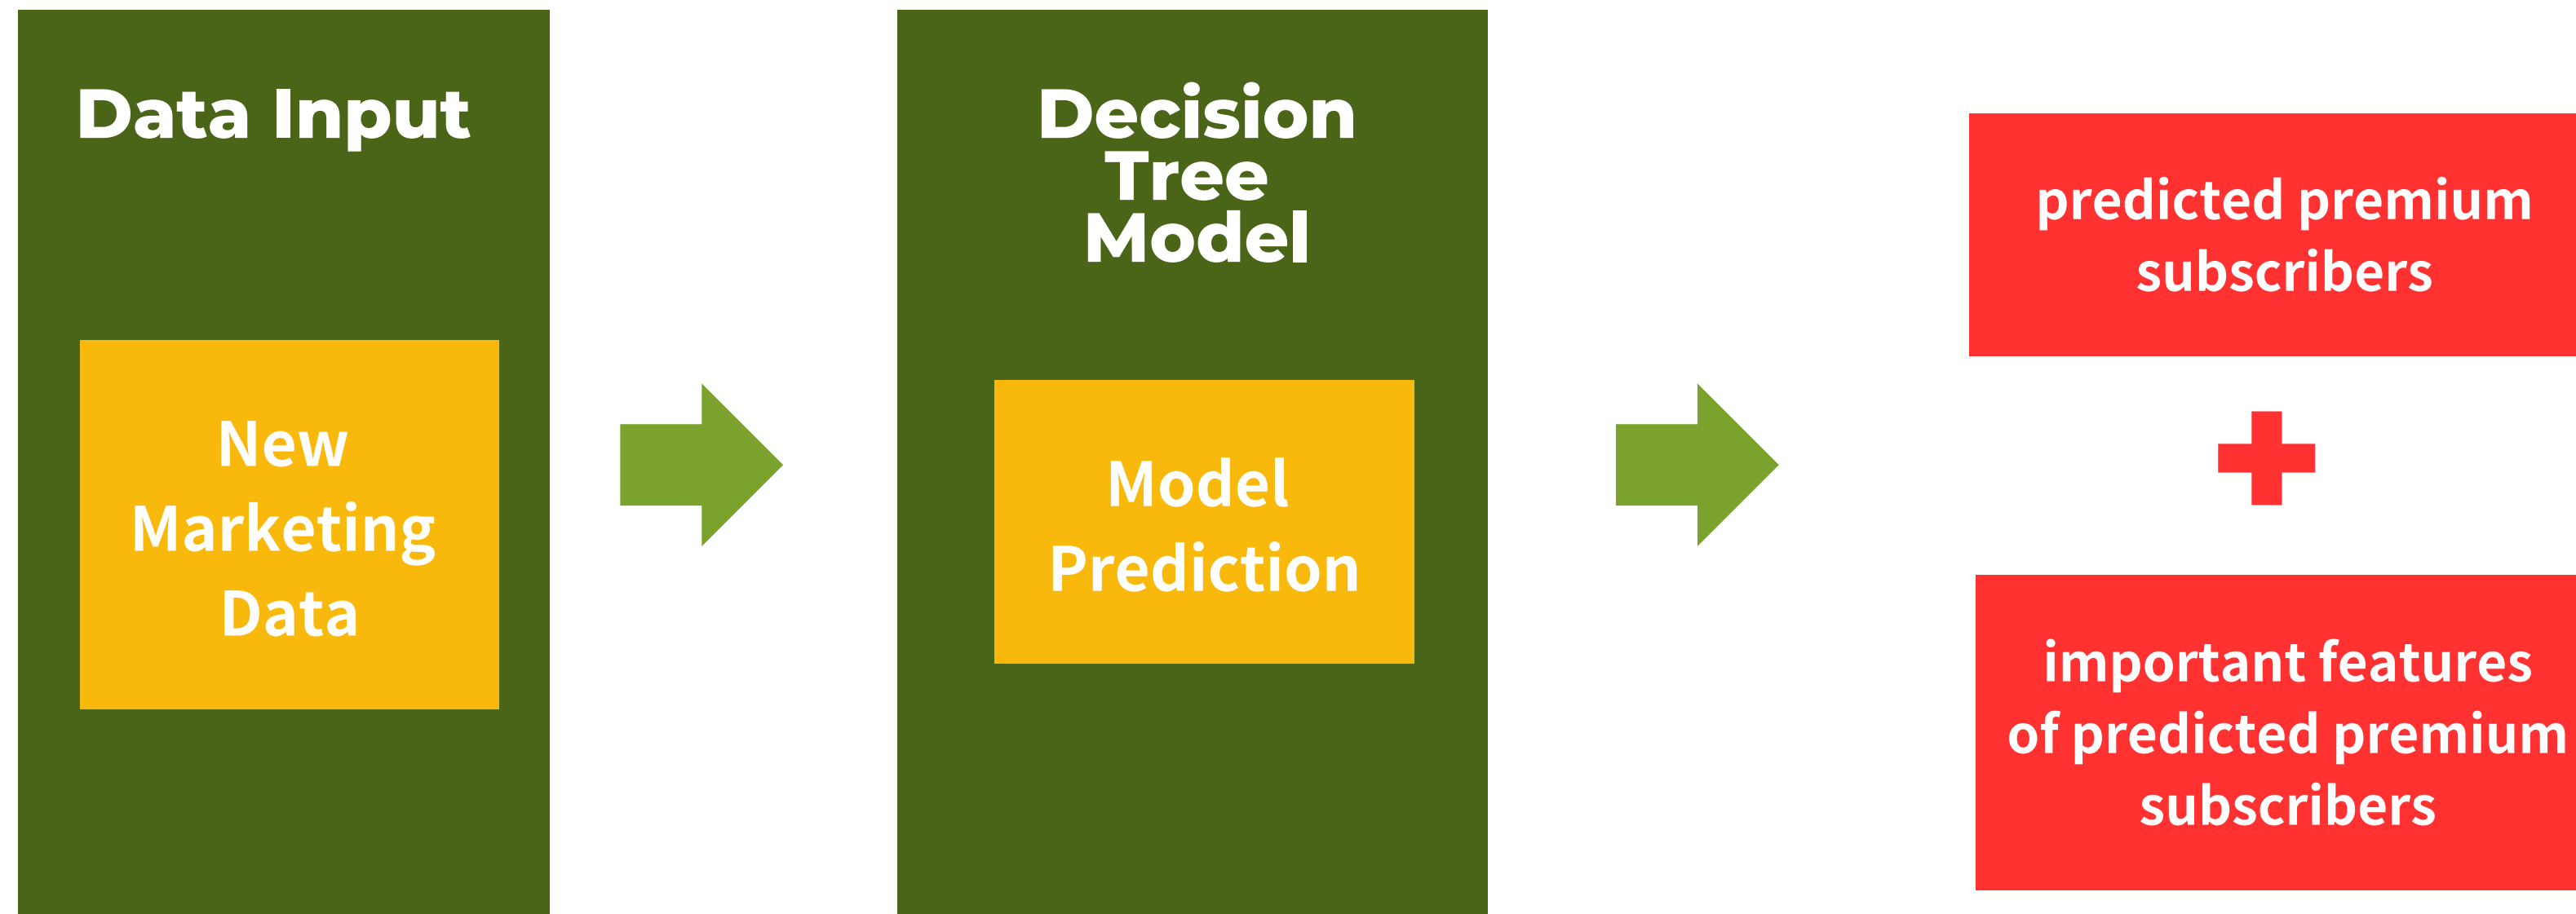 Data Input
New
Marketing
Data
Decision
Tree
Model
Model
Prediction
predicted premium
subscribers
important features
of predicted premium
subscribers